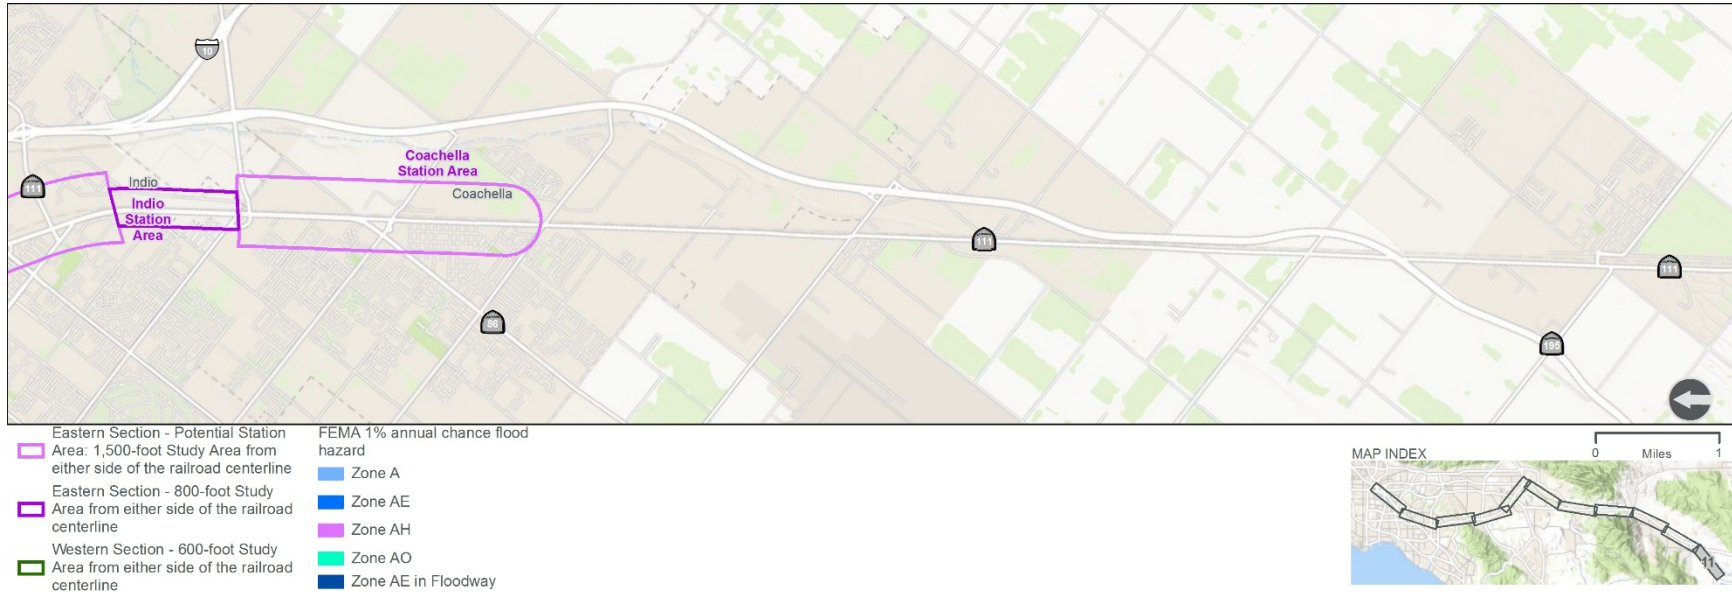 10
111
Indio
Indio
Station
Area
Coachella
Station Area
Coachella
86
111
111
195
Eastern Section - Potential Station
Area: 1,500-foot Study Area from
either side of the railroad centerline
Eastern Section - 800-foot Study
Area from either side of the railroad
centerline
Western Section - 600-foot Study
Area from either side of the railroad
centerline
FEMA 1% annual chance flood
hazard
Zone A
Zone AE
Zone AH
Zone AO
Zone AE in Floodway
0 Miles 1
MAP INDEX
11